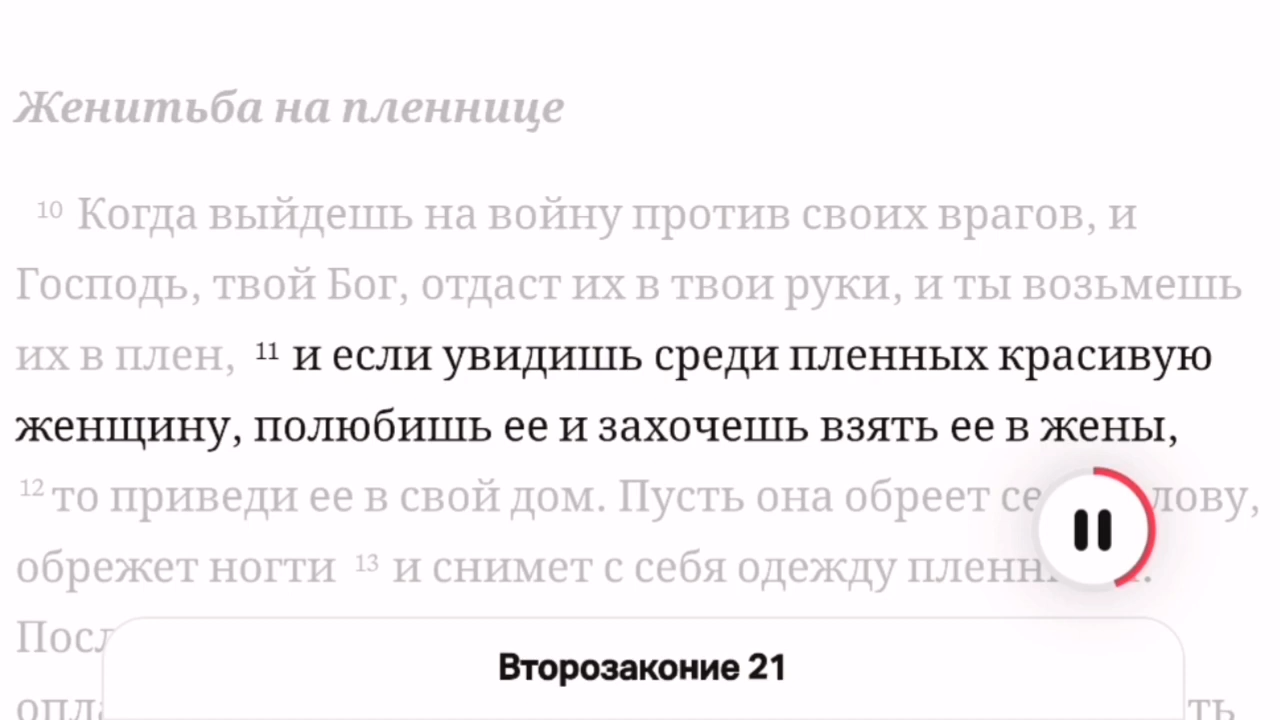 Женитьба на пленнице
10 Когда выйдешь на войну против своих врагов, и
Господь, твой Бог, отдаст их в твои руки, и ты возьмешь
их в плен, 11 и если увидишь среди пленных красивую
женщину, полюбишь ее и захочешь взять ее в жены,
12 то приведи ее в свой дом. Пусть она обреет
обрежет ногти 13 и снимет с себя одежду
Второзаконие 21